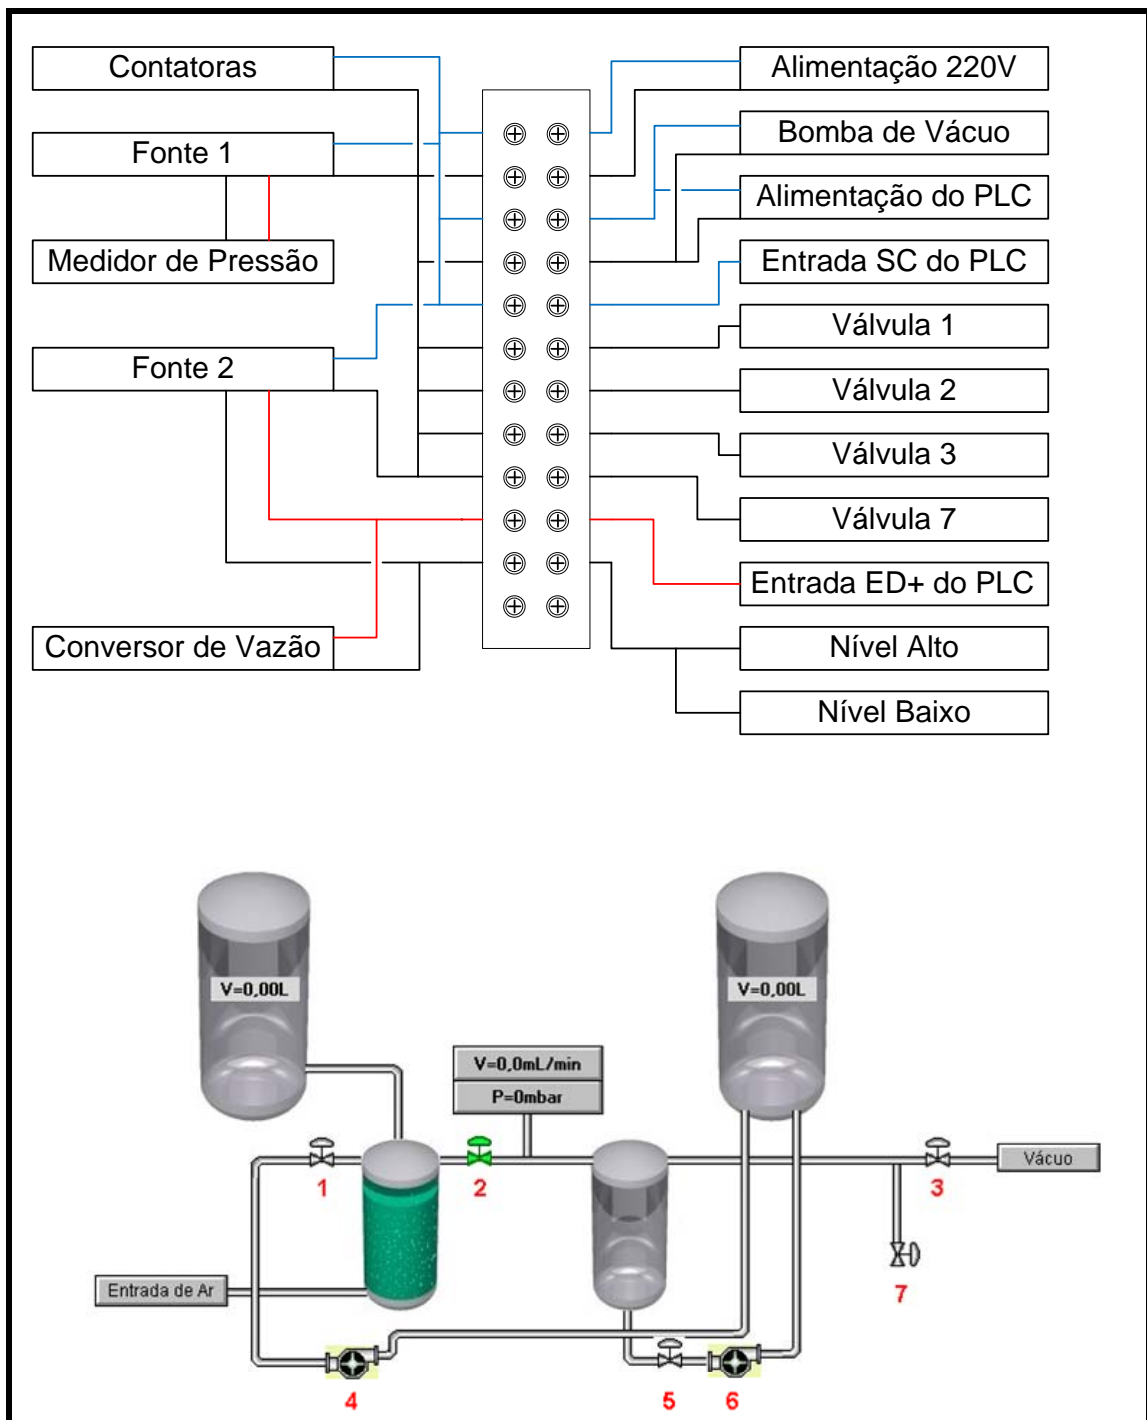 Contatoras
Fonte 1
Medidor de Pressão
Fonte 2
Conversor de Vazão
Alimentação 220V
Bomba de Vácuo
Alimentação do PLC
Entrada SC do PLC
Válvula 1
Válvula 2
Válvula 3
Válvula 7
Entrada ED+ do PLC
Nível Alto
Nível Baixo
V=0,00L
V=0,00L
V=0,0mL/min
P=0mbar
1
2
3
Vácuo
Entrada de Ar
7
4
5
6